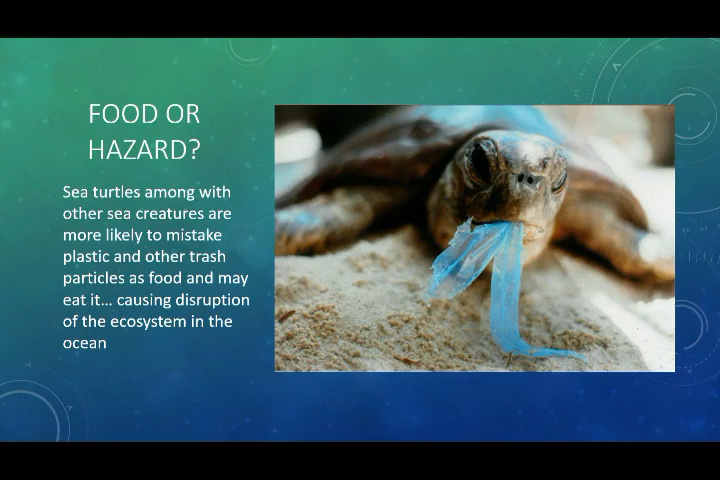 FOOD OR
HAZARD?
Sea turtles among with
other sea creatures are
more likely to mistake
plastic and other trash
particles as food and may
eat it... causing disruption
of the ecosystem in the
ocean